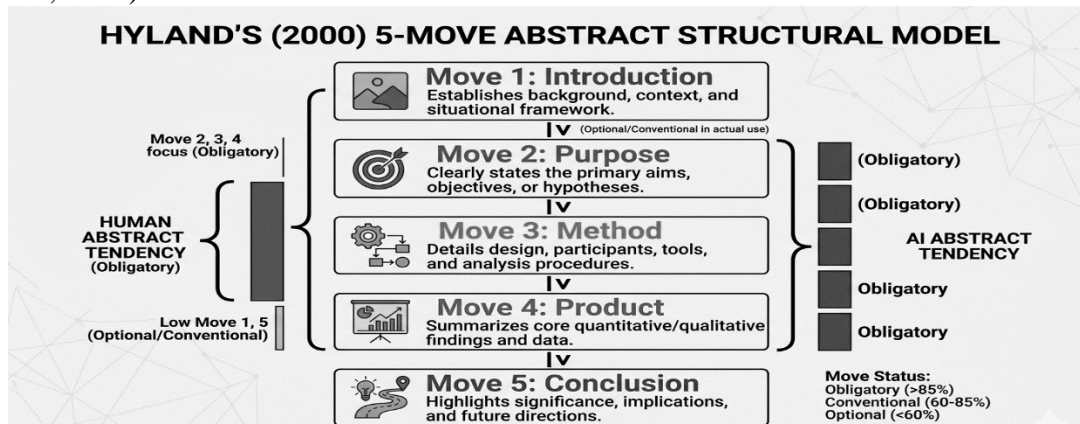 HYLAND'S (2000) 5-MOVE ABSTRACT STRUCTURAL MODEL
Move 1: Introduction
Establishes background, context, and
situational framework.
(Optional/Conventional in actual use)
Move 2: Purpose
Clearly states the primary aims,
objectives, or hypotheses.
Move 3: Method
Details design, participants, tools,
and analysis procedures.
Move 4: Product
Summarizes core quantitative/qualitative
findings and data.
Move 5: Conclusion
Highlights significance, implications,
and future directions.
Move 2, 3, 4
focus (Obligatory)
HUMAN
ABSTRACT
TENDENCY
(Obligatory)
Low Move 1, 5
(Optional/Conventional)
(Obligatory)
(Obligatory)
AI ABSTRACT
TENDENCY
Obligatory
Obligatory
Move Status:
Obligatory (>85%)
Conventional (60-85%)
Optional (<60%)